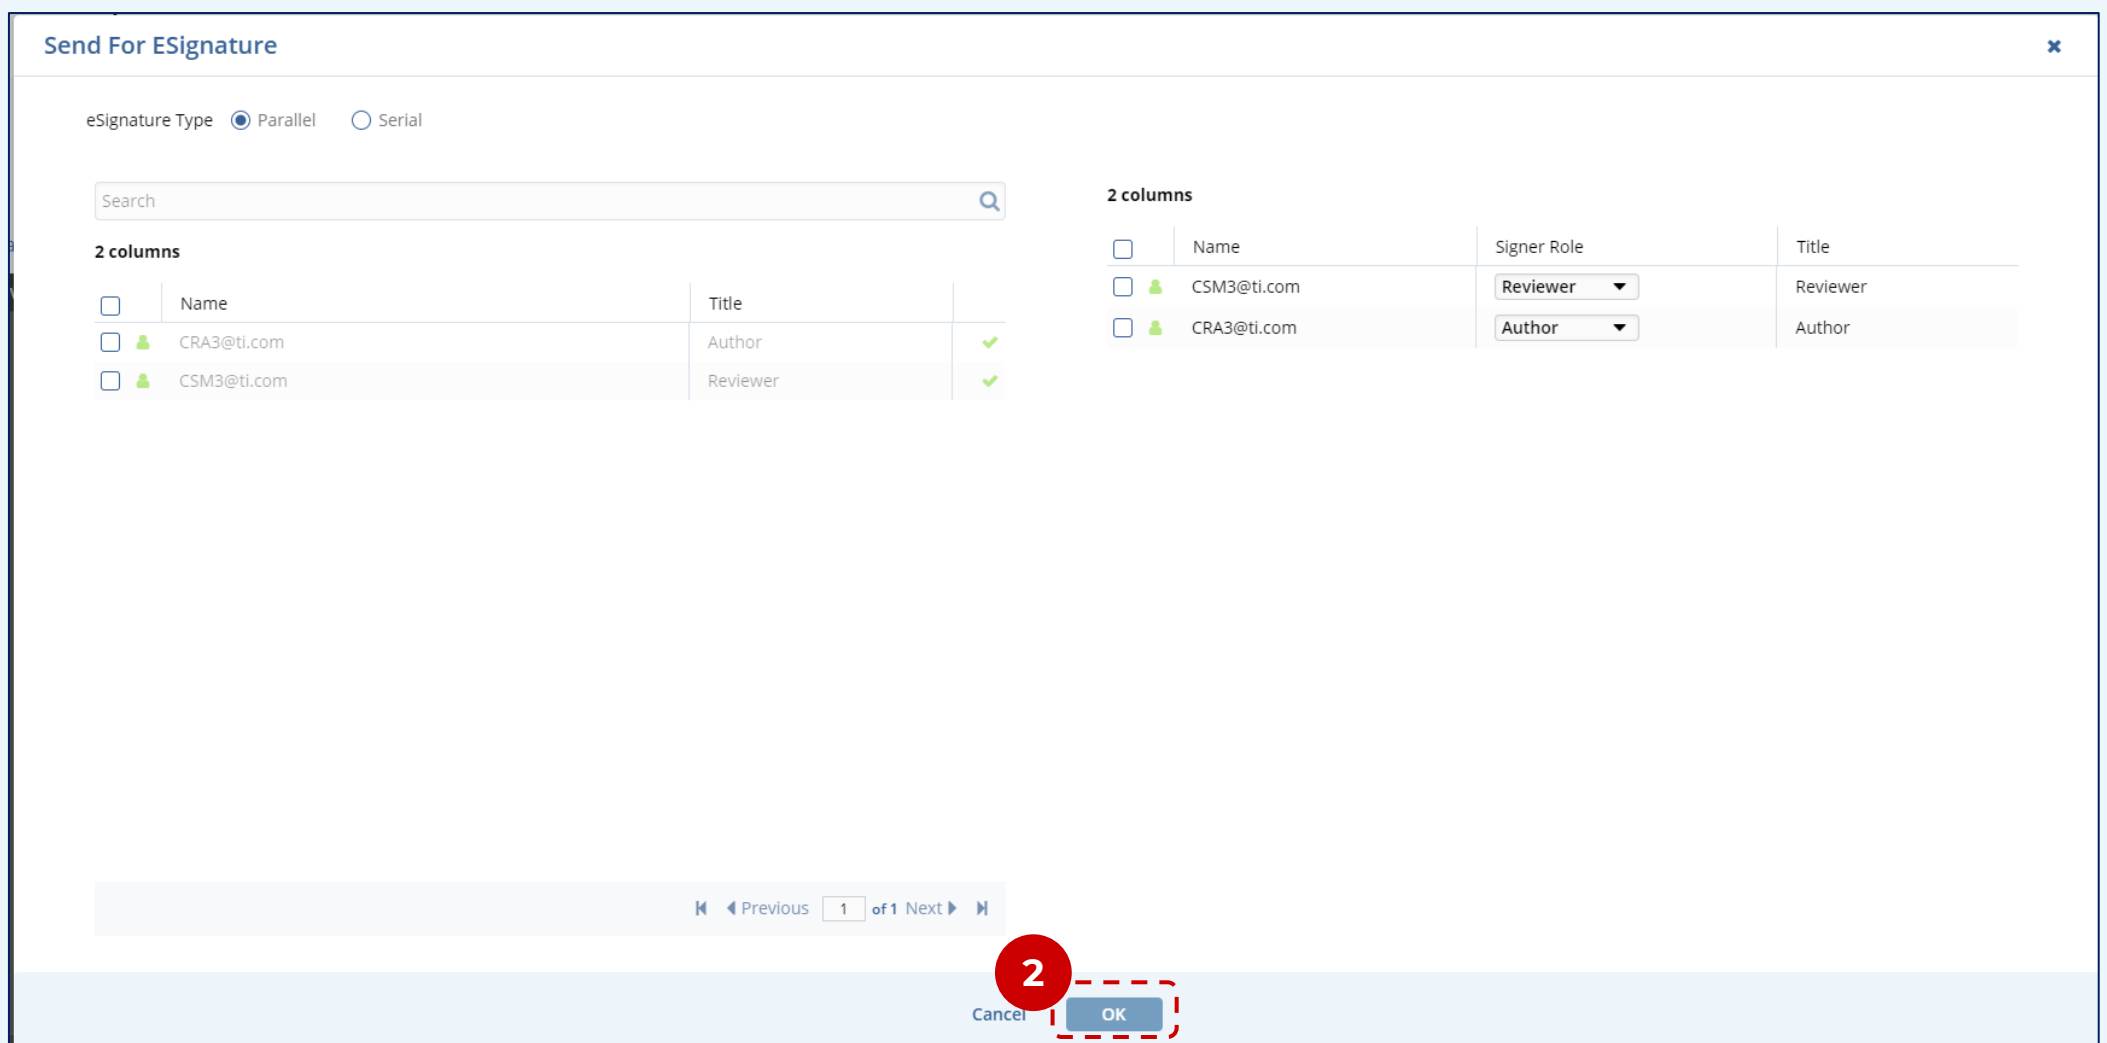 Send For ESignature
eSignature Type Parallel Serial
Search
2 columns
Name Title
CRA3@ti.com Author
CSM3@ti.com Reviewer
Previous 1 of 1 Next
2 columns
Name Signer Role Title
CSM3@ti.com Reviewer Reviewer
CRA3@ti.com Author Author
2
Cancel OK